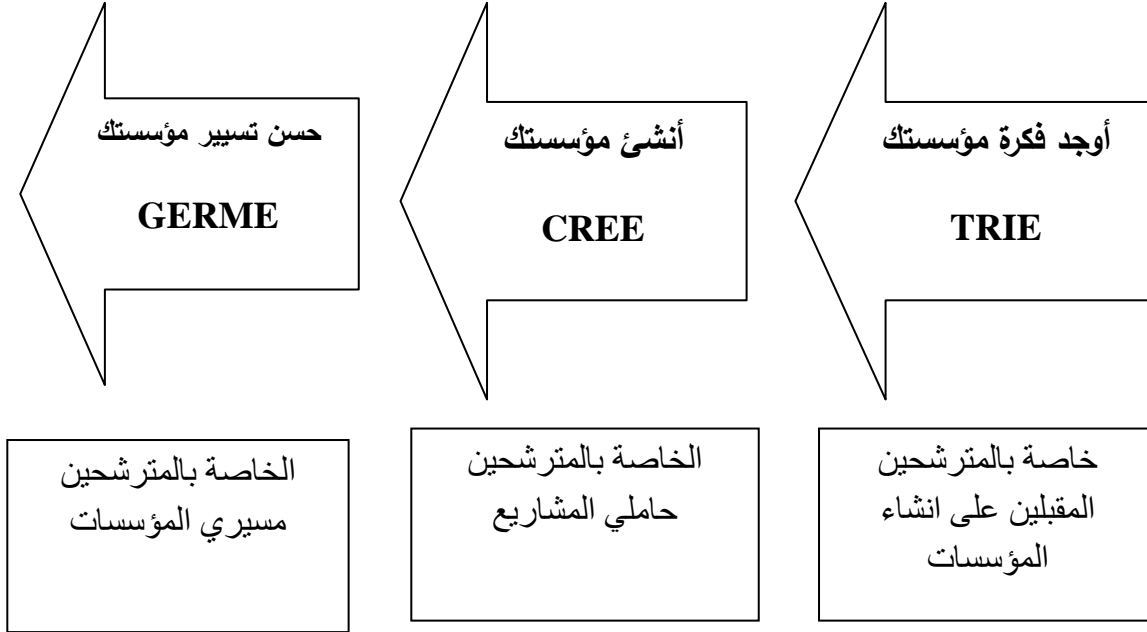 أوجد فكرة مؤسستك
TRIE
أنشئ مؤسستك
CREE
حسن تسيير مؤسستك
GERME
خاصة بالمترشحين
المقبلين على انشاء
المؤسسات
الخاصة بالمترشحين
حاملي المشاريع
الخاصة بالمترشحين
مسيري المؤسسات